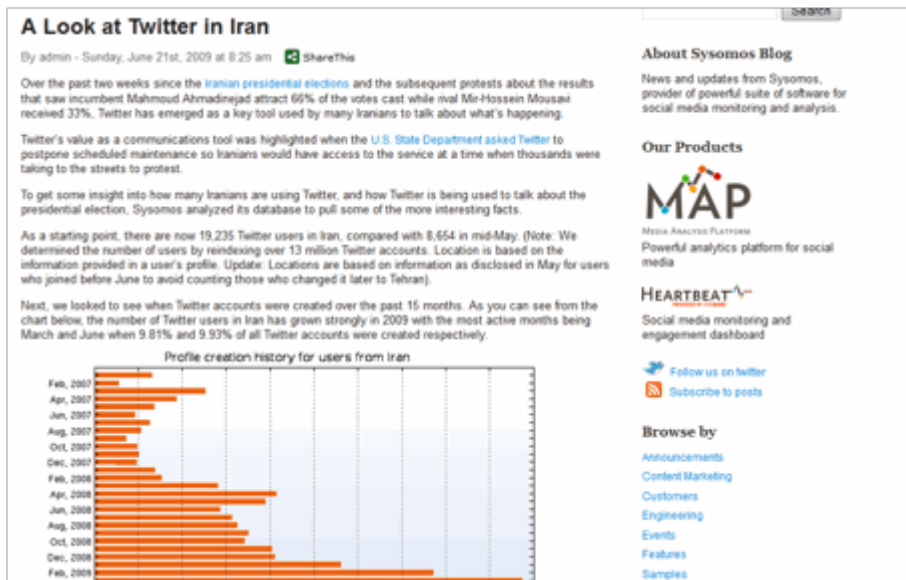 A Look at Twitter in Iran
By admin - Sunday, June 21st, 2009 at 8:25 am ShareThis
Over the past two weeks since the Iranian presidential elections and the subsequent protests about the results
that saw incumbent Mahmoud Ahmadinejad attract 66% of the votes cast while rival Mir-Hossein Mousavi
received 33%, Twitter has emerged as a key tool used by many Iranians to talk about what's happening.
Twitter's value as a communications tool was highlighted when the U.S. State Department asked Twitter to
postpone scheduled maintenance so Iranians would have access to the service at a time when thousands were
taking to the streets to protest.
To get some insight into how many Iranians are using Twitter, and how Twitter is being used to talk about the
presidential election, Sysomos analyzed its database to pull some of the more interesting facts.
As a starting point, there are now 19,235 Twitter users in Iran, compared with 8,654 in mid-May. (Note: We
determined the number of users by reindexing over 13 million Twitter accounts. Location is based on the
information provided in a user's profile. Update: Locations are based on information as disclosed in May for users
who joined before June to avoid counting those who changed it later to Tehran).
Next, we looked to see when Twitter accounts were created over the past 15 months. As you can see from the
chart below, the number of Twitter users in Iran has grown strongly in 2009 with the most active months being
March and June when 9.81% and 9.93% of all Twitter accounts were created respectively.
Profile creation history for users from Iran
Feb, 2007
Apr, 2007
Jun, 2007
Aug, 2007
Oct, 2007
Dec, 2007
Feb, 2008
Apr, 2008
Jun, 2008
Aug, 2008
Oct, 2008
Dec, 2008
Feb, 2009
Search
About Sysomos Blog
News and updates from Sysomos,
provider of powerful suite of software for
social media monitoring and analysis.
Our Products
MAP
MEDIA ANALYSIS PLATFORM
Powerful analytics platform for social
media
HEARTBEAT
Social media monitoring and
engagement dashboard
Follow us on twitter
Subscribe to posts
Browse by
Announcements
Content Marketing
Customers
Engineering
Events
Features
Samples